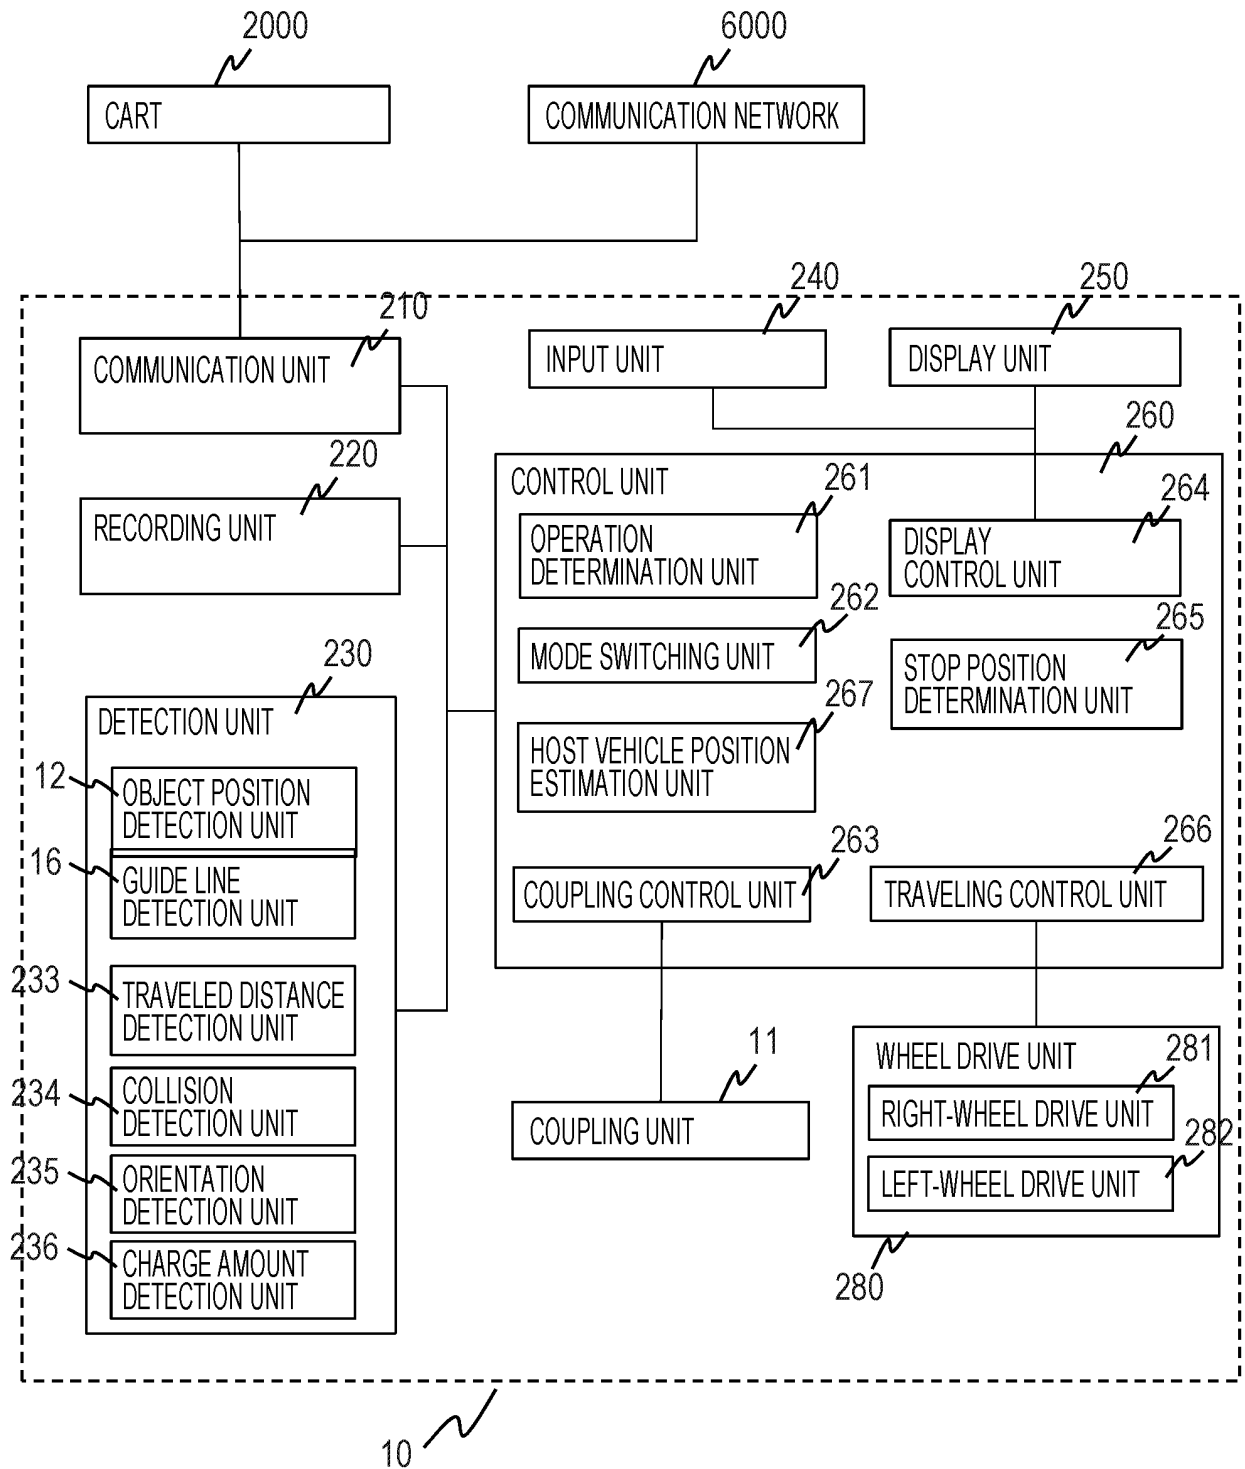 2000
6000
CART
COMMUNICATION NETWORK
210
240
250
COMMUNICATION UNIT
INPUT UNIT
DISPLAY UNIT
260
220
RECORDING UNIT
CONTROL UNIT
261
264
OPERATION
DETERMINATION UNIT
DISPLAY
CONTROL UNIT
262
265
MODE SWITCHING UNIT
STOP POSITION
DETERMINATION UNIT
267
HOST VEHICLE POSITION
ESTIMATION UNIT
263
266
COUPLING CONTROL UNIT
TRAVELING CONTROL UNIT
230
DETECTION UNIT
12
OBJECT POSITION
DETECTION UNIT
16
GUIDE LINE
DETECTION UNIT
233
TRAVELED DISTANCE
DETECTION UNIT
234
COLLISION
DETECTION UNIT
235
ORIENTATION
DETECTION UNIT
236
CHARGE AMOUNT
DETECTION UNIT
11
COUPLING UNIT
WHEEL DRIVE UNIT
281
RIGHT-WHEEL DRIVE UNIT
282
LEFT-WHEEL DRIVE UNIT
280
10